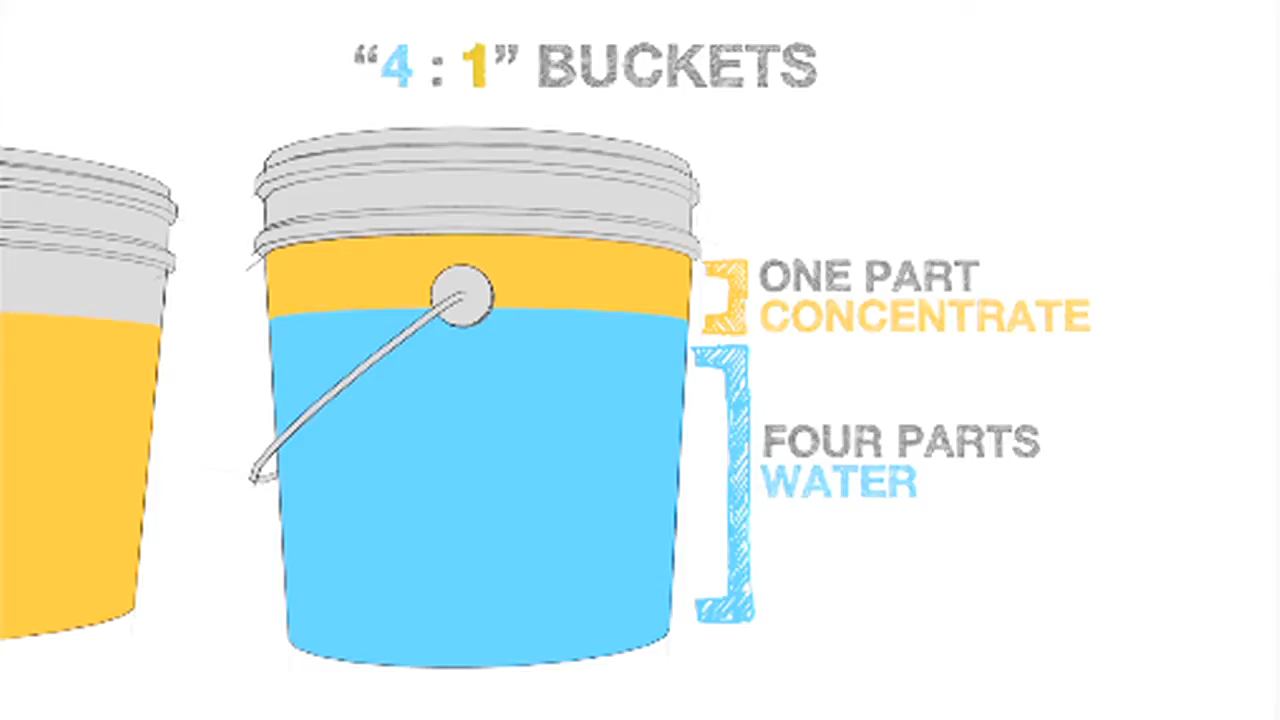 “4 : 1” BUCKETS
ONE PART
CONCENTRATE
FOUR PARTS
WATER